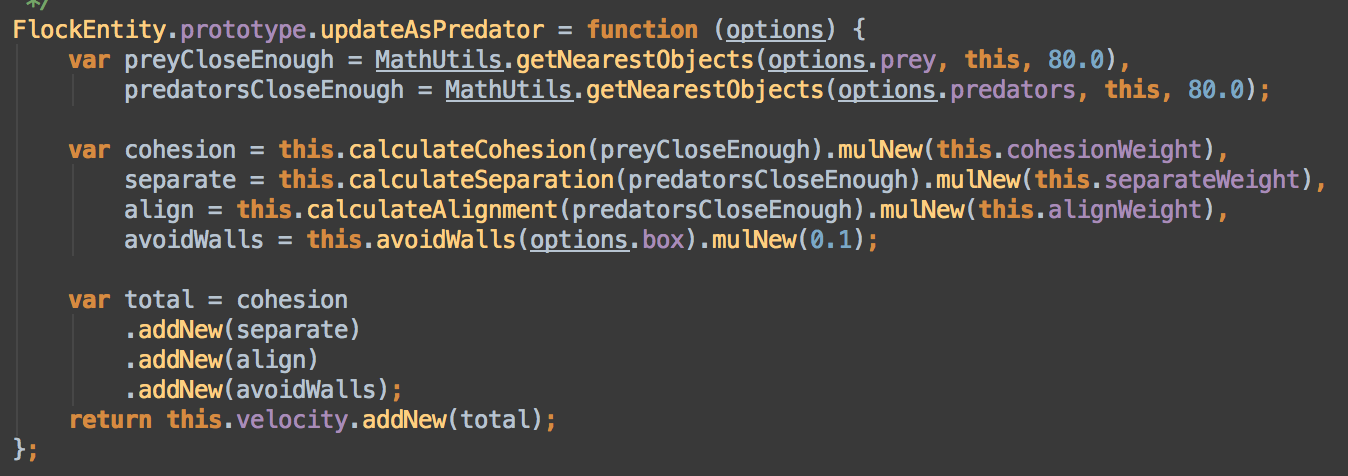 */
FlockEntity.prototype.updateAsPredator = function (options) {
    var preyCloseEnough = MathUtils.getNearestObjects(options.prey, this, 80.0),
        predatorsCloseEnough = MathUtils.getNearestObjects(options.predators, this, 80.0);

    var cohesion = this.calculateCohesion(preyCloseEnough).mulNew(this.cohesionWeight),
        separate = this.calculateSeparation(predatorsCloseEnough).mulNew(this.separateWeight),
        align = this.calculateAlignment(predatorsCloseEnough).mulNew(this.alignWeight),
        avoidWalls = this.avoidWalls(options.box).mulNew(0.1);

    var total = cohesion
        .addNew(separate)
        .addNew(align)
        .addNew(avoidWalls);
    return this.velocity.addNew(total);
};